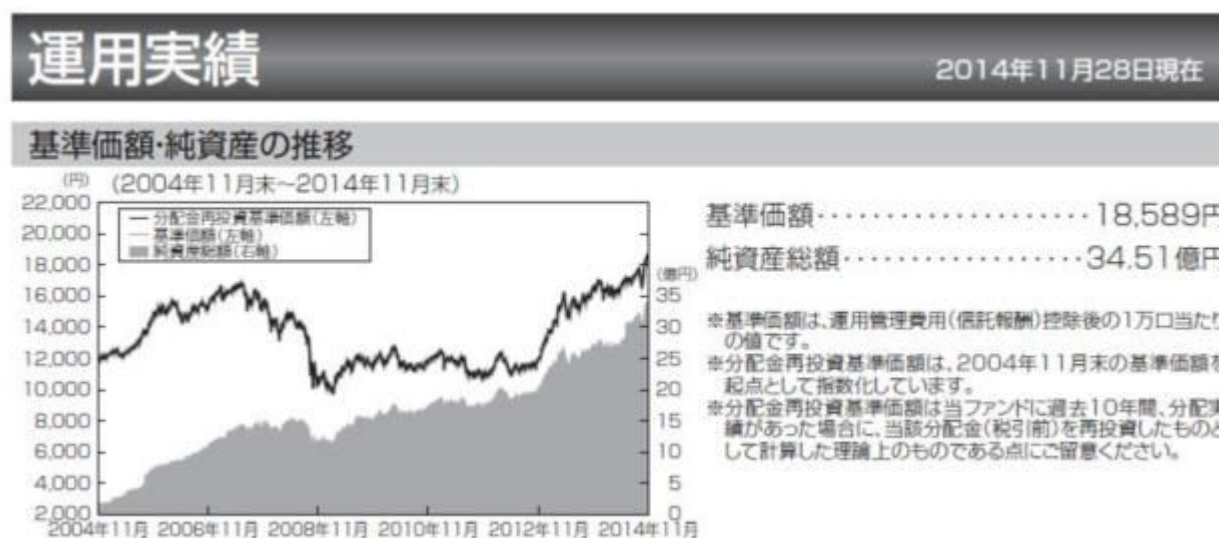 運用実績
2014年11月28日現在
基準価額・純資産の推移
(円) (2004年11月末~2014年11月末)
22,000
20,000
18,000
16,000
14,000
12,000
10,000
8,000
6,000
4,000
2,000
分配金再投資基準価額(左軸)
基準価額(左軸)
純資産総額(右軸)
(億円)
35
30
25
20
15
10
5
0
2004年11月 2006年11月 2008年11月 2010年11月 2012年11月 2014年11月
基準価額・・・・・・・・・・・・・・・・・・・・18,589円
純資産総額・・・・・・・・・・・・・・・・・34.51億円
※基準価額は、運用管理費用(信託報酬)控除後の1万口当たり
の値です。
※分配金再投資基準価額は、2004年11月末の基準価額を
起点として指数化しています。
※分配金再投資基準価額は当ファンドに過去10年間、分配実
績があった場合に、当該分配金(税引前)を再投資したものと
して計算した理論上のものである点にご留意ください。